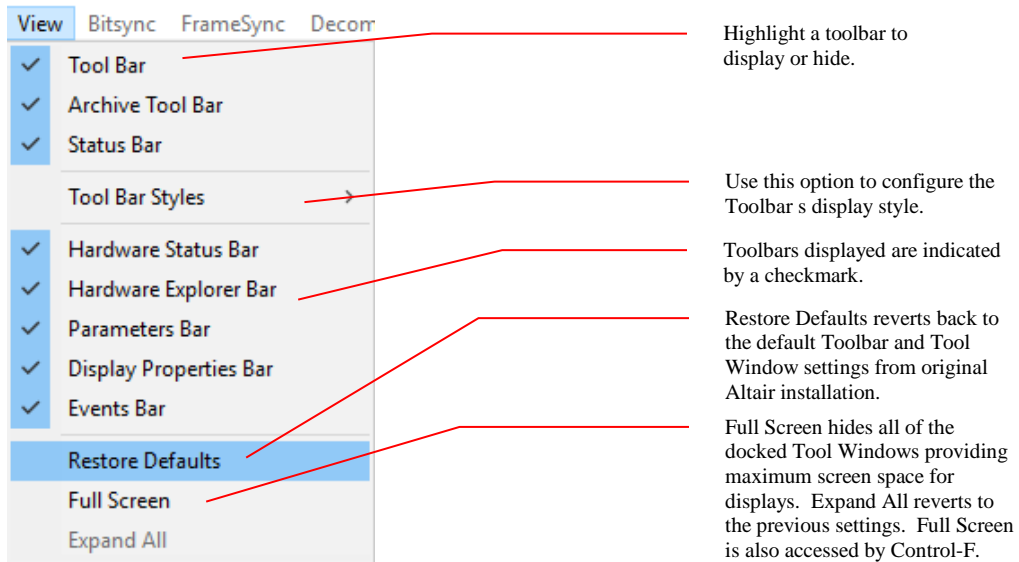 View Bitsync FrameSync Decom
Tool Bar
Archive Tool Bar
Status Bar
Tool Bar Styles
Hardware Status Bar
Hardware Explorer Bar
Parameters Bar
Display Properties Bar
Events Bar
Restore Defaults
Full Screen
Expand All
Highlight a toolbar to
display or hide.
Use this option to configure the
Toolbar s display style.
Toolbars displayed are indicated
by a checkmark.
Restore Defaults reverts back to
the default Toolbar and Tool
Window settings from original
Altair installation.
Full Screen hides all of the
docked Tool Windows providing
maximum screen space for
displays. Expand All reverts to
the previous settings. Full Screen
is also accessed by Control-F.